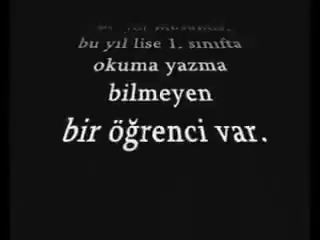 bu yıl lise 1. sınıfta
okuma yazma
bilmeyen
bir öğrenci var.